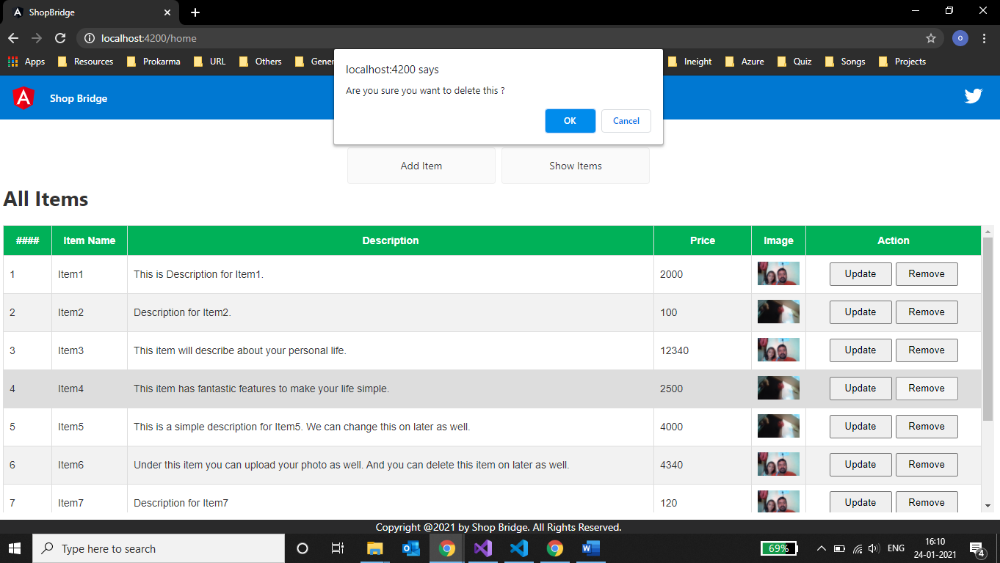 ShopBridge
localhost:4200/home
o
Apps Resources Prokarma URL Others Gener Ineight Azure Quiz Songs Projects
localhost:4200 says
Are you sure you want to delete this ?
OK Cancel
Shop Bridge
Add Item Show Items
All Items
#### Item Name Description Price Image Action
1 Item1 This is Description for Item1. 2000 Update Remove
2 Item2 Description for Item2. 100 Update Remove
3 Item3 This item will describe about your personal life. 12340 Update Remove
4 Item4 This item has fantastic features to make your life simple. 2500 Update Remove
5 Item5 This is a simple description for Item5. We can change this on later as well. 4000 Update Remove
6 Item6 Under this item you can upload your photo as well. And you can delete this item on later as well. 4340 Update Remove
7 Item7 Description for Item7 120 Update Remove
Copyright @2021 by Shop Bridge. All Rights Reserved.
Type here to search
69%
ENG
16:10
24-01-2021
4